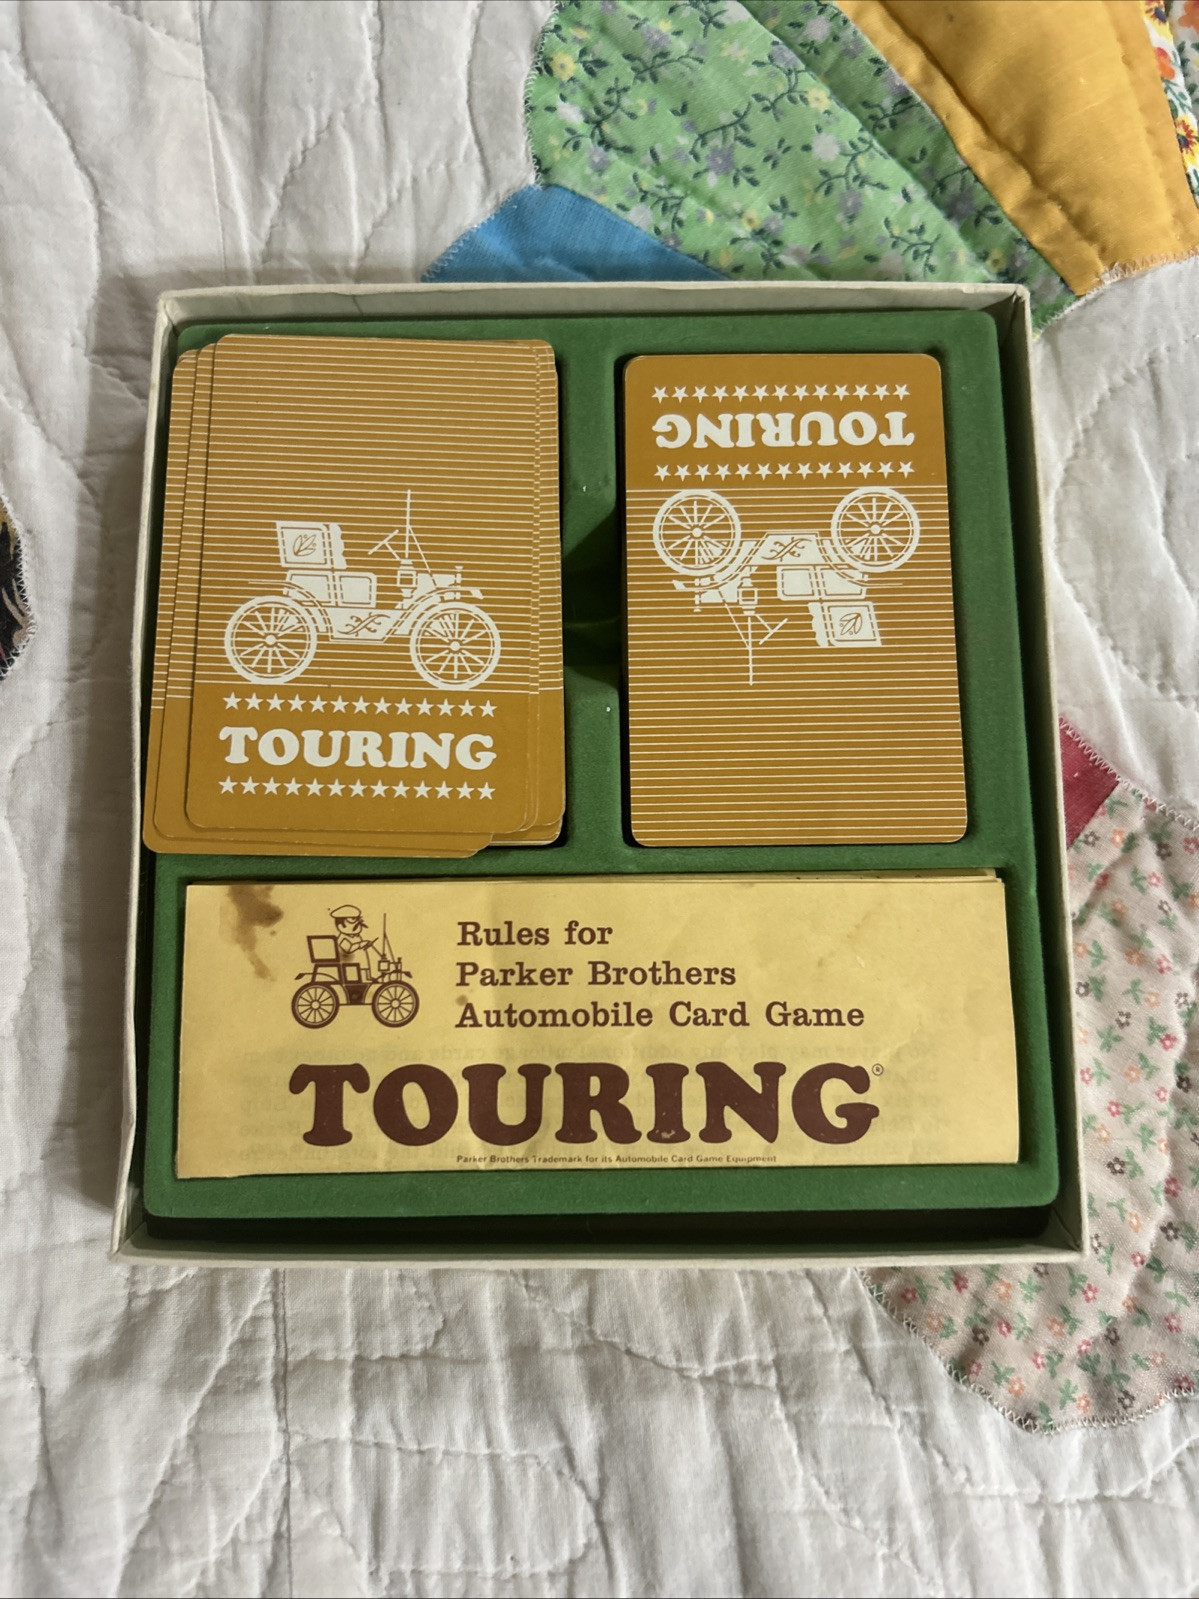 TOURING
TOURING
Rules for
Parker Brothers
Automobile Card Game
TOURING®
Parker Brothers Trademark for its Automobile Card Game Equipment